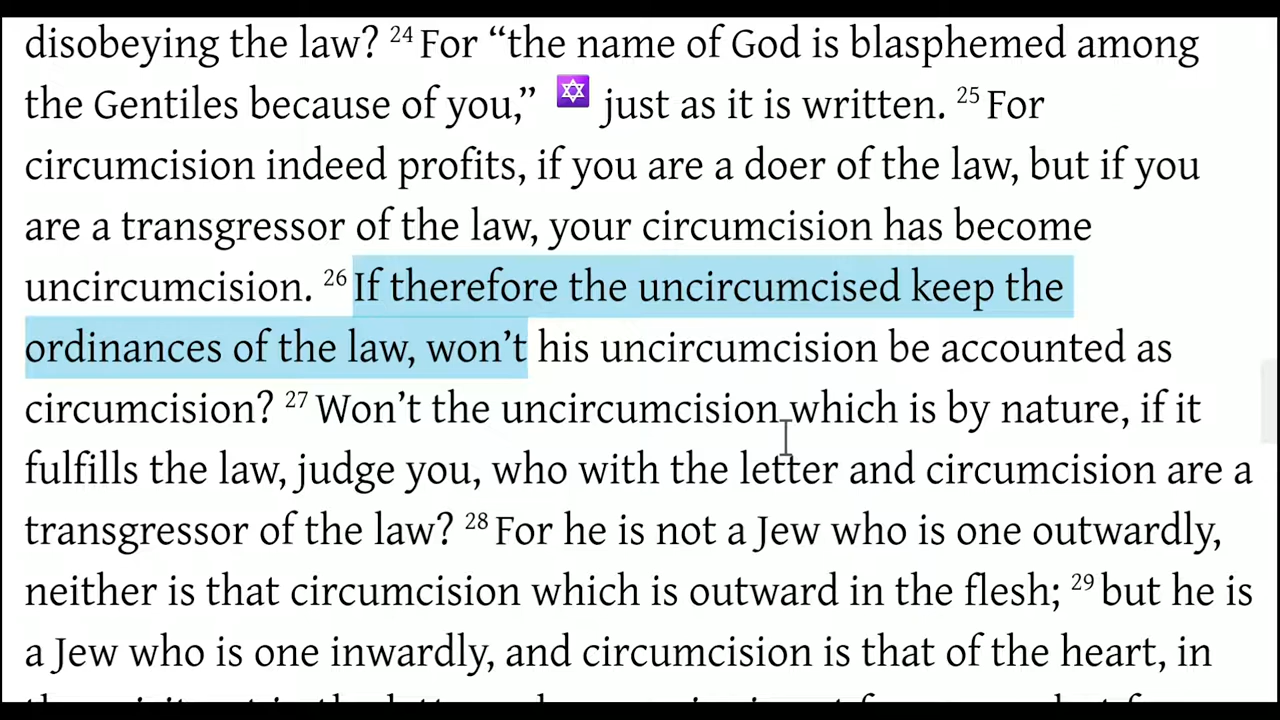 disobeying the law? 24 For “the name of God is blasphemed among
the Gentiles because of you,” ✡ just as it is written. 25 For
circumcision indeed profits, if you are a doer of the law, but if you
are a transgressor of the law, your circumcision has become
uncircumcision. 26 If therefore the uncircumcised keep the
ordinances of the law, won’t his uncircumcision be accounted as
circumcision? 27 Won’t the uncircumcision which is by nature, if it
fulfills the law, judge you, who with the letter and circumcision are a
transgressor of the law? 28 For he is not a Jew who is one outwardly,
neither is that circumcision which is outward in the flesh; 29 but he is
a Jew who is one inwardly, and circumcision is that of the heart, in